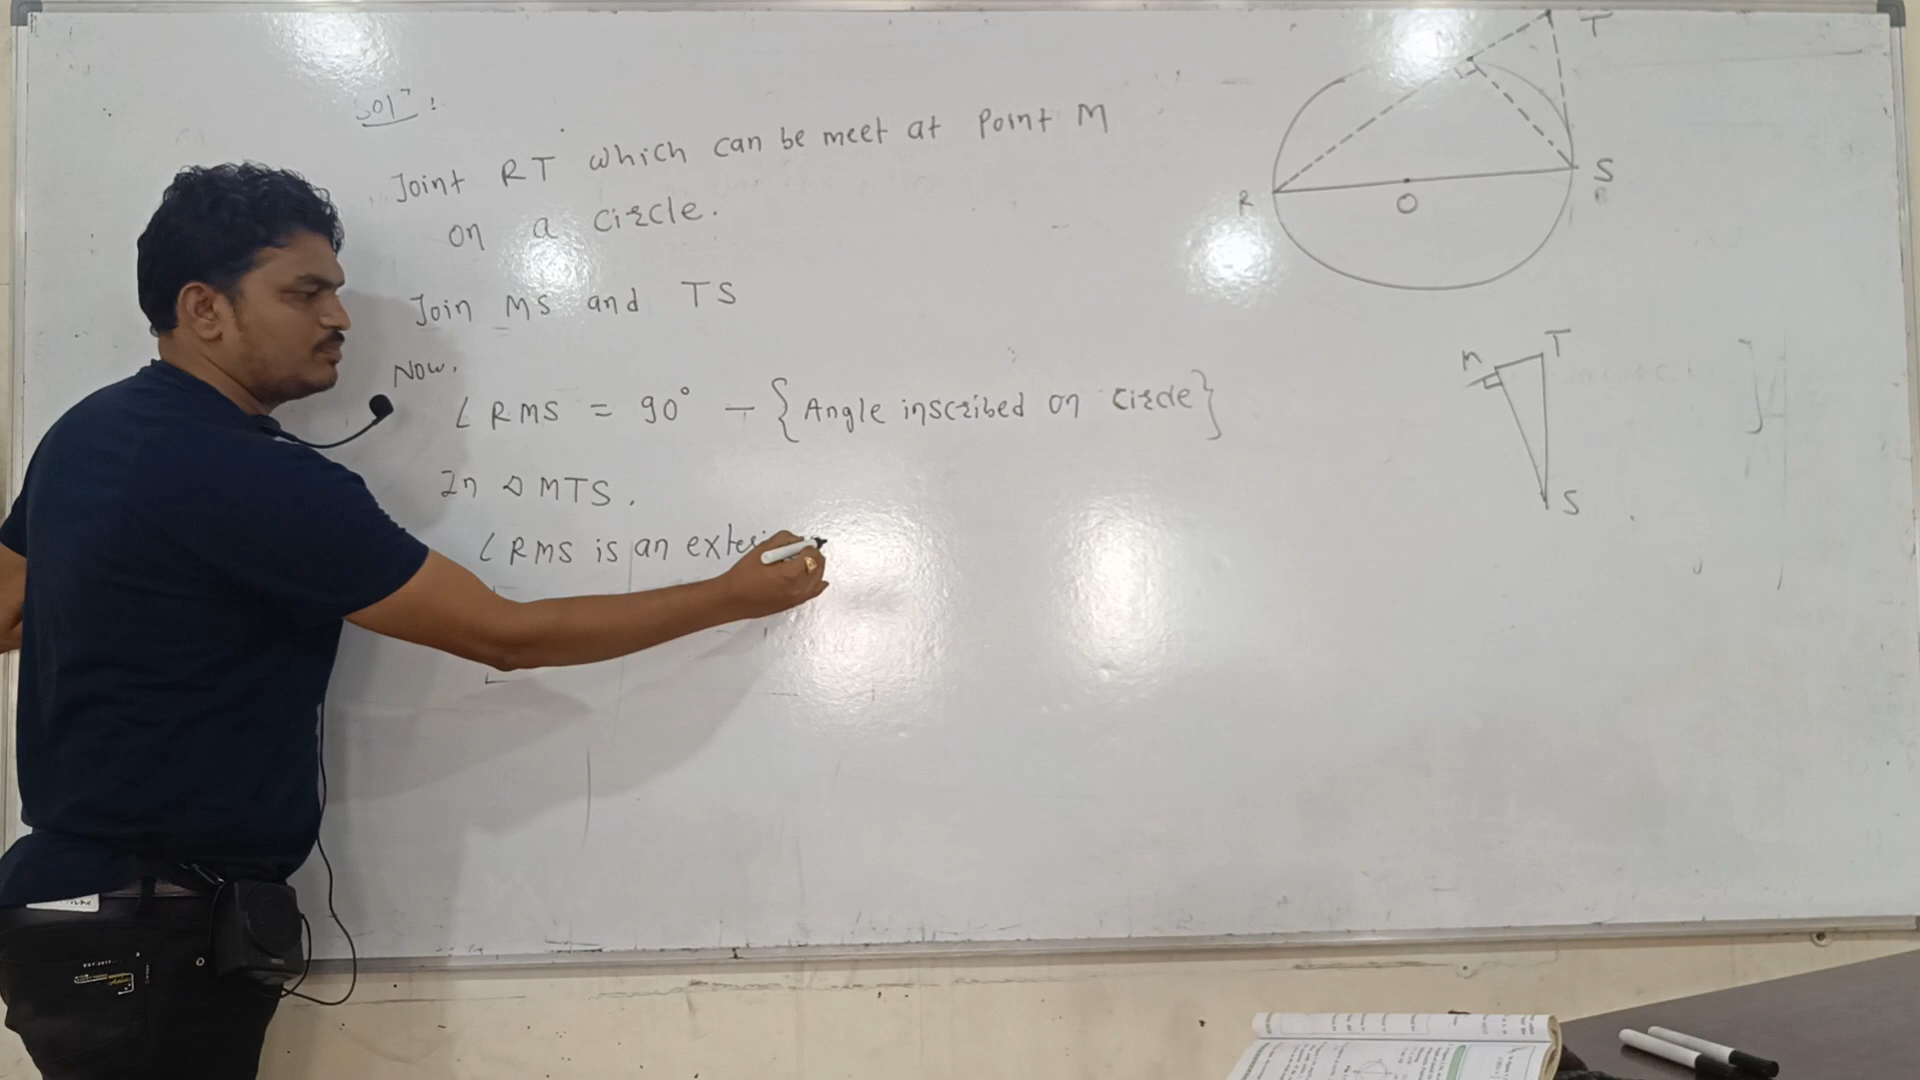 Solⁿ :
Joint RT which can be meet at Point M
on a circle.
Join MS and TS
Now,
∠RMS = 90° — {Angle inscribed on circle}
In △MTS,
∠RMS is an exteri
T
R
O
S
M
T
S